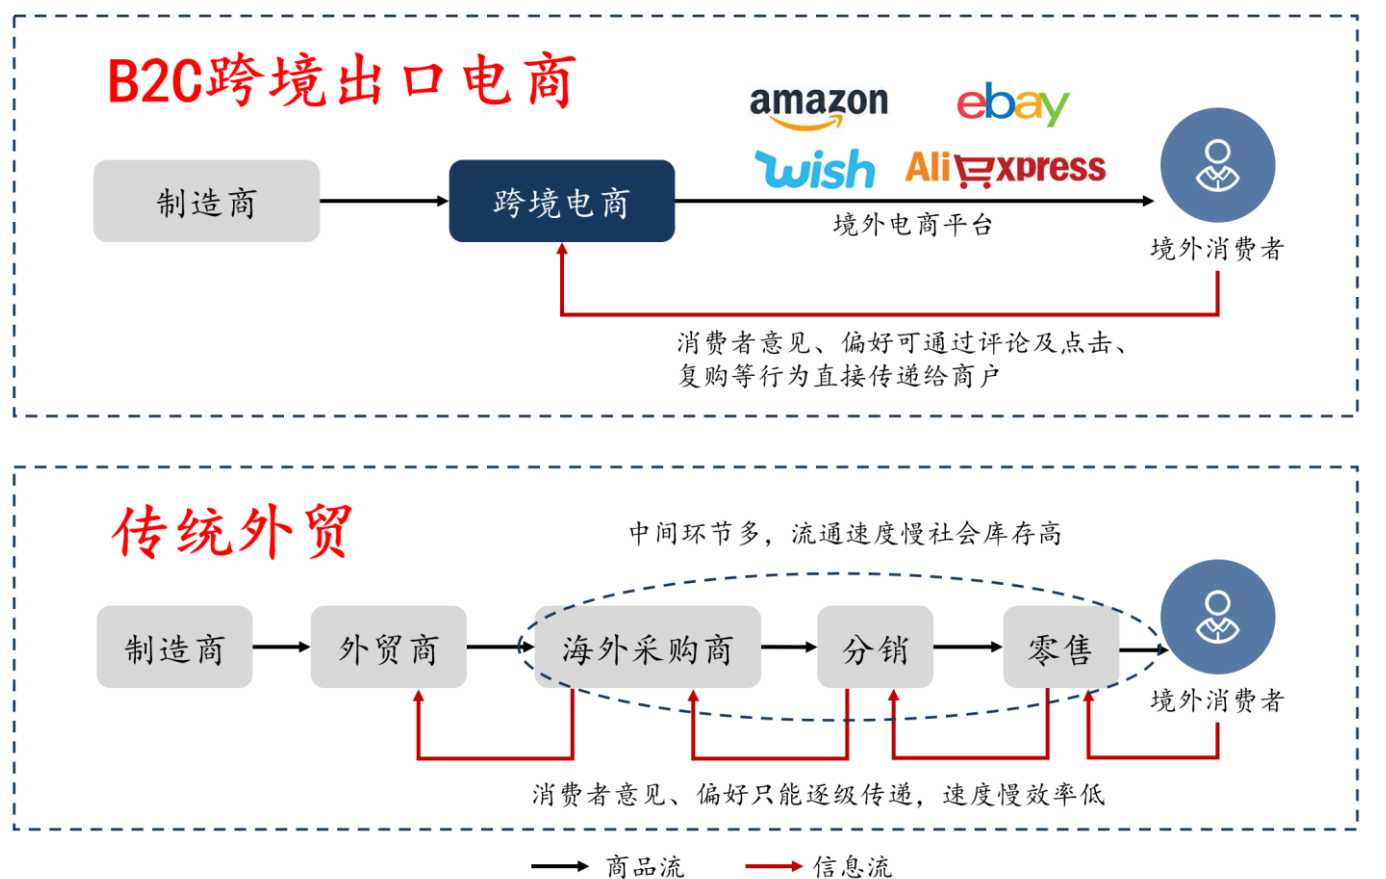 B2C跨境出口电商
amazon
ebay
wish
AliExpress
制造商
跨境电商
境外电商平台
境外消费者
消费者意见、偏好可通过评论及点击、
复购等行为直接传递给商户
传统外贸
中间环节多，流通速度慢社会库存高
制造商
外贸商
海外采购商
分销
零售
境外消费者
消费者意见、偏好只能逐级传递，速度慢效率低
商品流
信息流